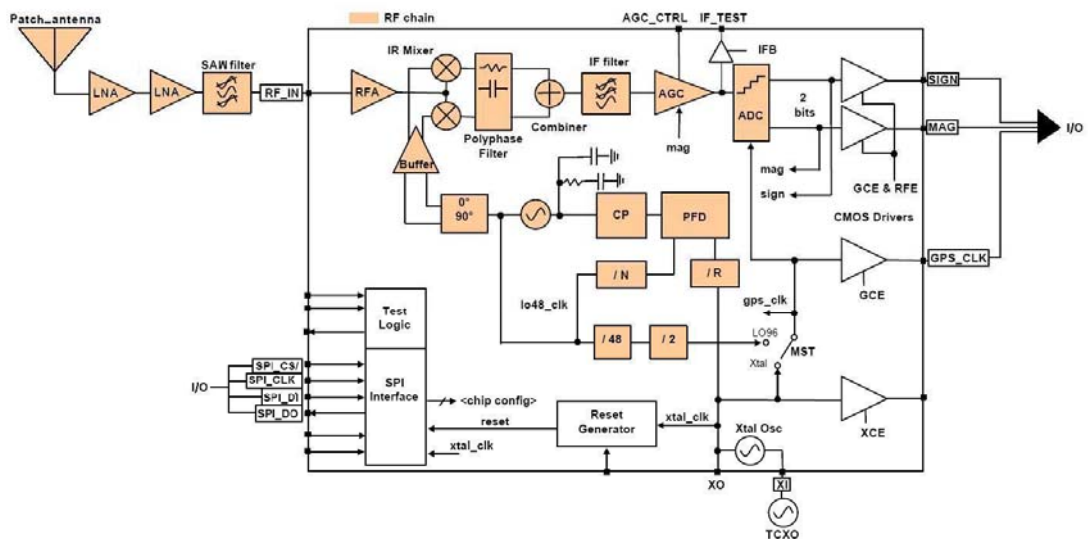 Patch_antenna
RF chain
AGC_CTRL
IF_TEST
IR Mixer
IFB
SAW filter
IF filter
LNA
LNA
RF_IN
RFA
AGC
ADC
2
bits
SIGN
MAG
I/O
Combiner
Polyphase
Filter
Buffer
mag
mag
sign
GCE & RFE
0°
90°
CP
PFD
CMOS Drivers
/ N
/ R
GPS_CLK
GCE
lo48_clk
gps_clk
Test
Logic
/ 48
/ 2
LO96
MST
Xtal
SPI_CS/
SPI_CLK
SPI_DI
SPI_DO
I/O
SPI
Interface
<chip config>
reset
Reset
Generator
xtal_clk
xtal_clk
Xtal Osc
XCE
XO
XI
TCXO